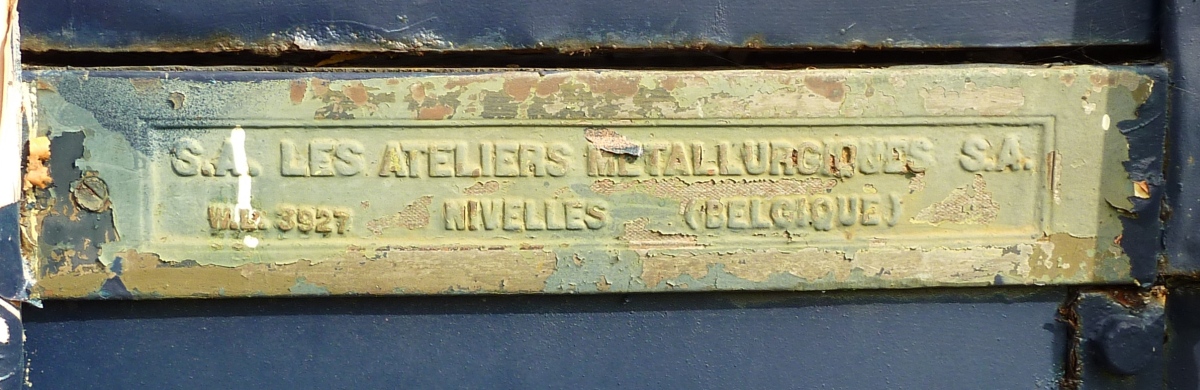 S.A. LES ATELIERS METALLURGIQUES S.A.
3927 NIVELLES (BELGIQUE)